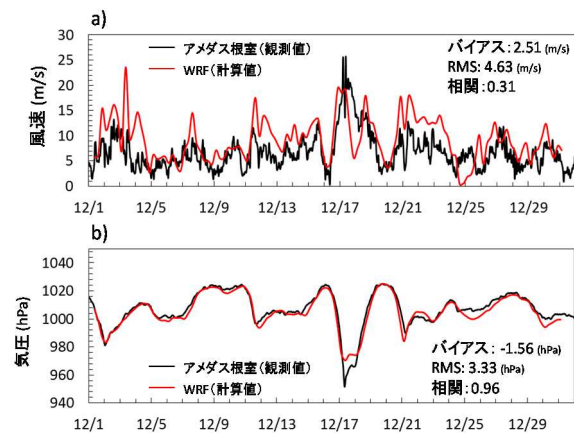 a)
風速 (m/s)
30
25
20
15
10
5
0
アメダス根室(観測値)
WRF(計算値)
バイアス: 2.51 (m/s)
RMS: 4.63 (m/s)
相関: 0.31
12/1 12/5 12/9 12/13 12/17 12/21 12/25 12/29
b)
気圧 (hPa)
1040
1020
1000
980
960
940
アメダス根室(観測値)
WRF(計算値)
バイアス: -1.56 (hPa)
RMS: 3.33 (hPa)
相関: 0.96
12/1 12/5 12/9 12/13 12/17 12/21 12/25 12/29